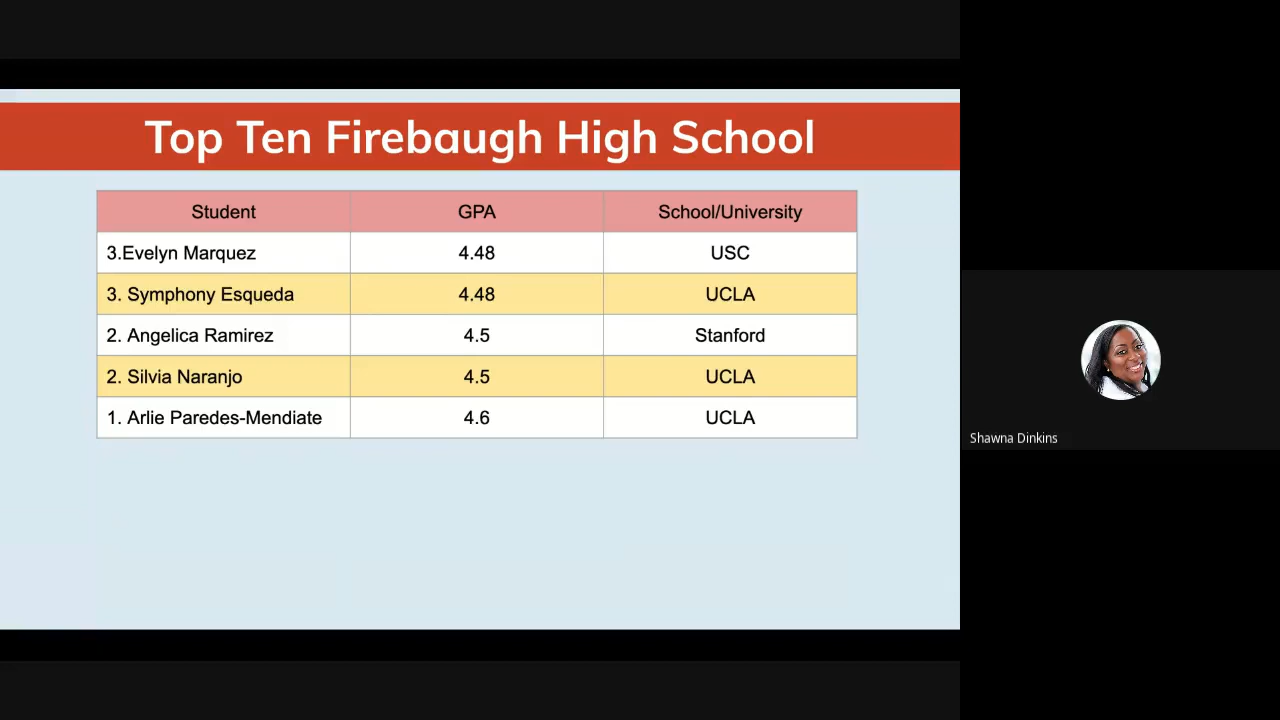 Top Ten Firebaugh High School
Student GPA School/University
3.Evelyn Marquez 4.48 USC
3. Symphony Esqueda 4.48 UCLA
2. Angelica Ramirez 4.5 Stanford
2. Silvia Naranjo 4.5 UCLA
1. Arlie Paredes-Mendiate 4.6 UCLA
Shawna Dinkins